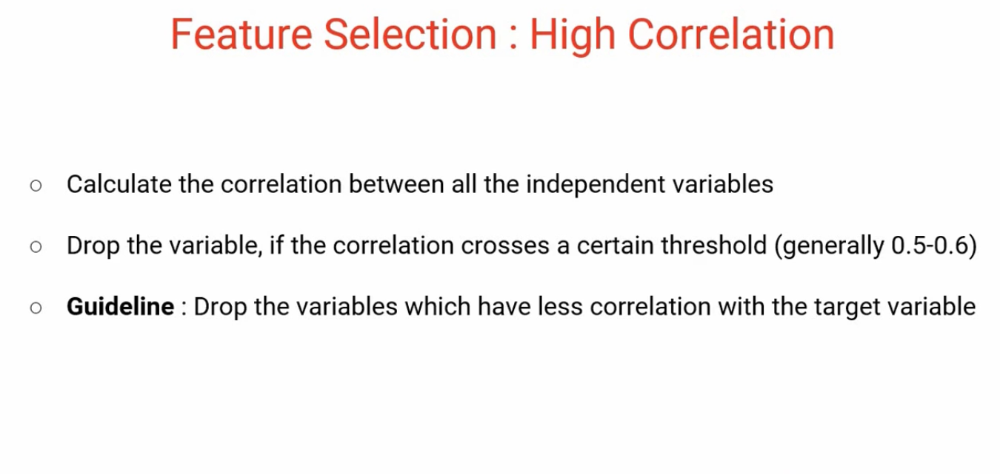 Feature Selection : High Correlation
○ Calculate the correlation between all the independent variables
○ Drop the variable, if the correlation crosses a certain threshold (generally 0.5-0.6)
○ Guideline : Drop the variables which have less correlation with the target variable